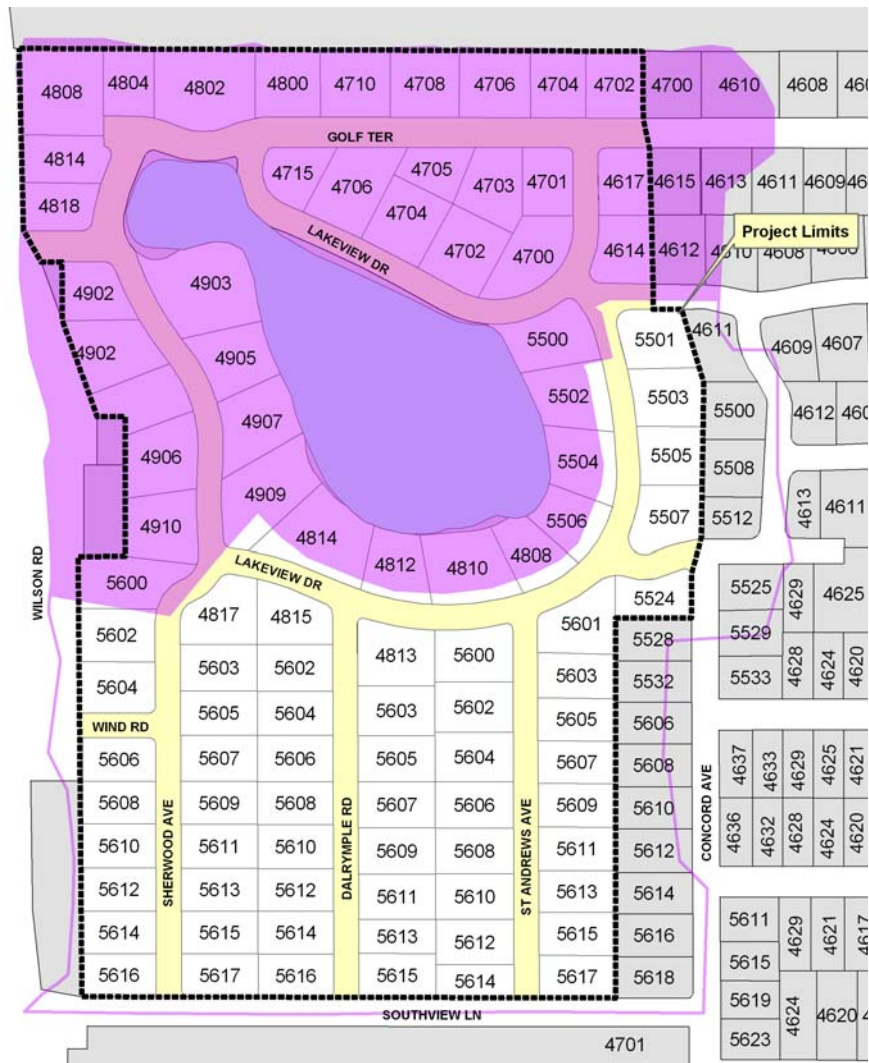 4808 4804 4802 4800 4710 4708 4706 4704 4702 4700 4610 4608
GOLF TER
4814 4715 4706 4705 4703 4701 4617 4615 4613 4611 4609
4818 4704
LAKEVIEW DR 4702 4700 4614 4612 4610 4608
Project Limits
4902 4903
4902 4905 5500 5501 4611 4609 4607
5502 5503
4907 5500 4612
4906 5504 5505
4909 5508
4910 4814 5506 5507 5512 4613 4611
4812 4810 4808
5600 LAKEVIEW DR
WILSON RD
4817 4815 5601 5524 5525 4629 4625
5602 4813 5600 5528 5529
5603 5602 5603 5532 5533 4628 4624 4620
5604 5605 5604 5603 5602 5605 5606
WIND RD
5606 5607 5606 5605 5604 5607 5608 4637 4633 4629 4625 4621
5608 5609 5608 5607 5606 5609 5610
CONCORD AVE
5610 5611 5610 5609 5608 5611 5612 4636 4632 4628 4624 4620
SHERWOOD AVE
DALRYMPLE RD
ST ANDREWS AVE
5612 5613 5612 5611 5610 5613 5614
5614 5615 5614 5613 5612 5615 5616 5611 4629 4621
5616 5617 5616 5615 5614 5617 5618 5615
5619 4624 4620
SOUTHVIEW LN
5623
4701